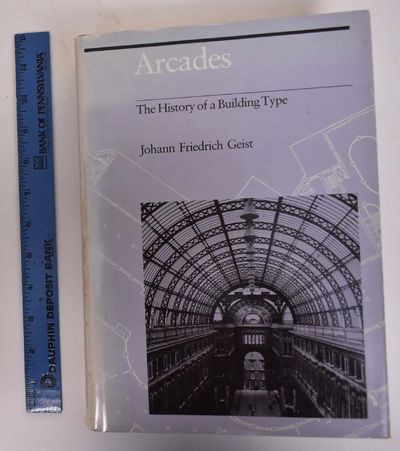 Arcades
The History of a Building Type
Johann Friedrich Geist
BANK OF PENNSYLVANIA
DAUPHIN DEPOSIT BANK